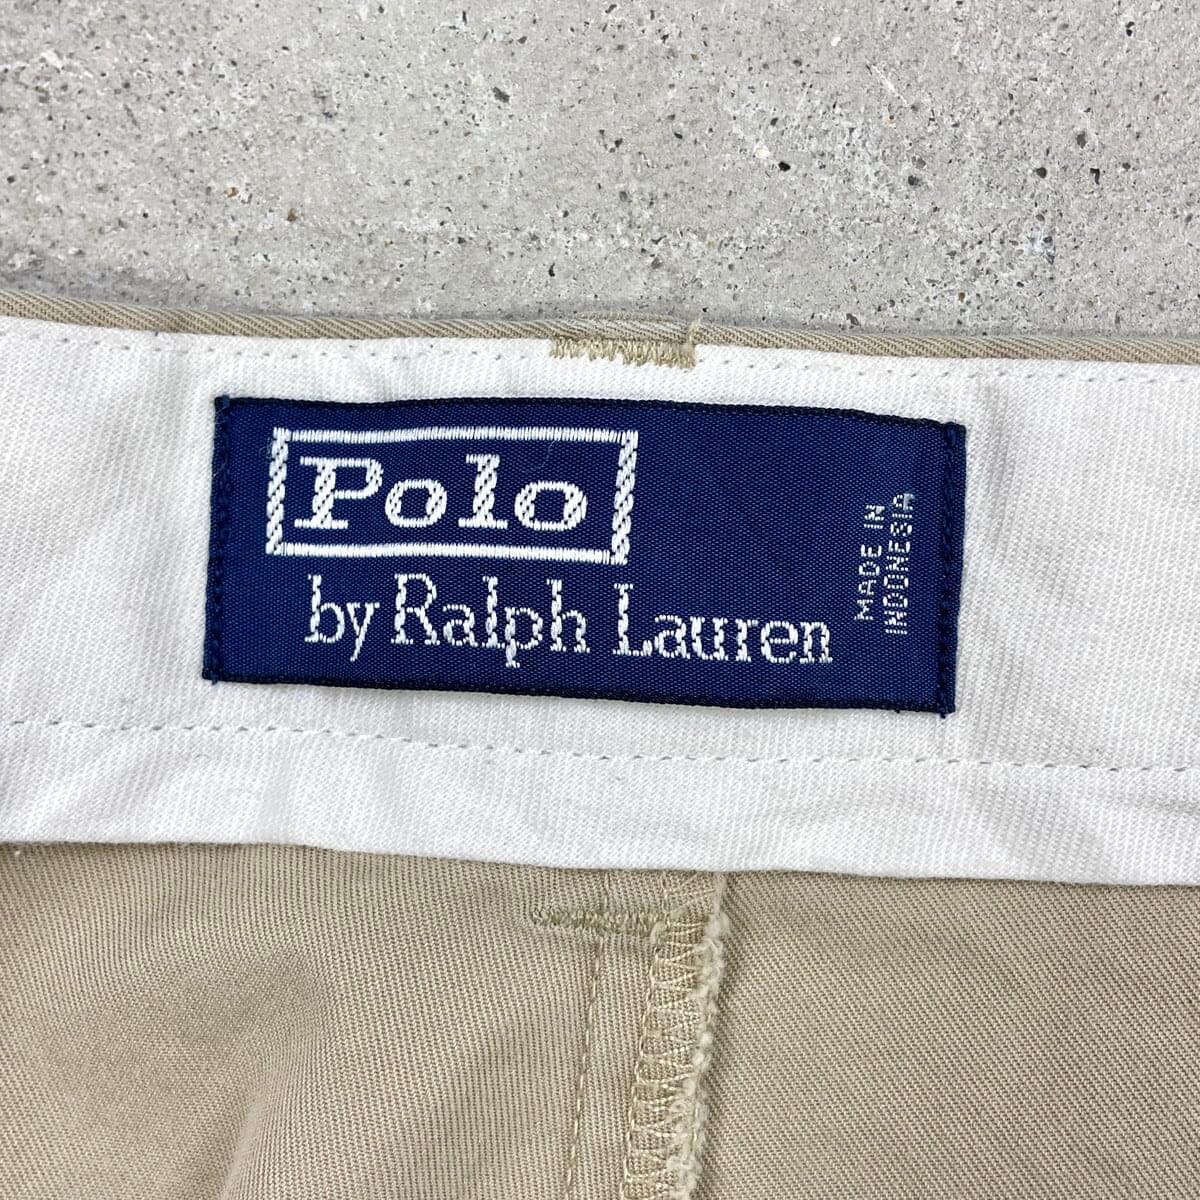 Polo
by Ralph Lauren
MADE IN
INDONESIA